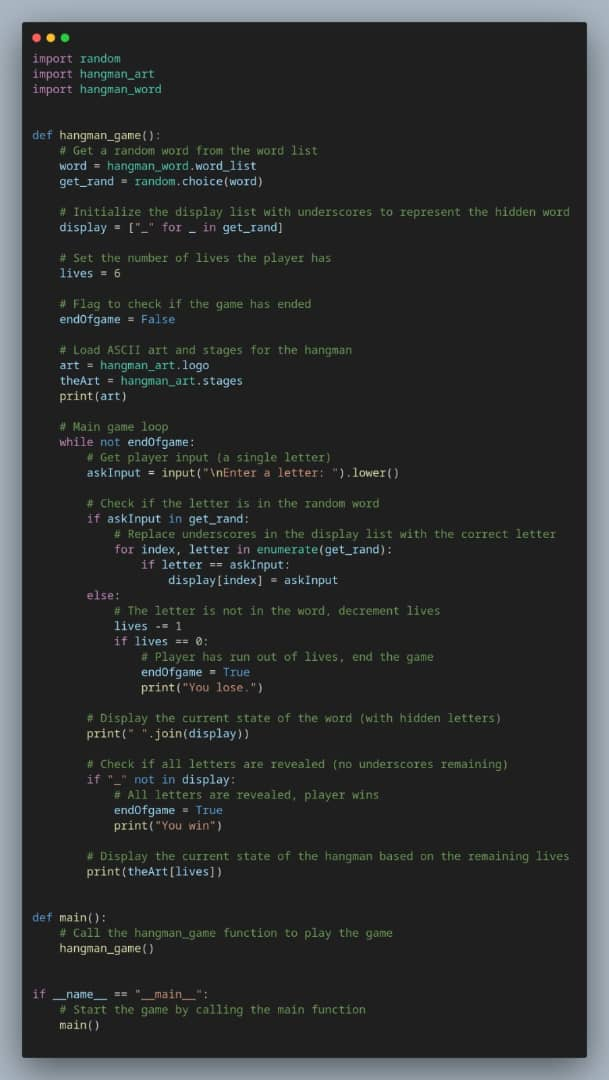 import random
import hangman_art
import hangman_word
def hangman_game():
    # Get a random word from the word list
    word = hangman_word.word_list
    get_rand = random.choice(word)
    # Initialize the display list with underscores to represent the hidden word
    display = ["_" for _ in get_rand]
    # Set the number of lives the player has
    lives = 6
    # Flag to check if the game has ended
    endOfgame = False
    # Load ASCII art and stages for the hangman
    art = hangman_art.logo
    theArt = hangman_art.stages
    print(art)
    # Main game loop
    while not endOfgame:
        # Get player input (a single letter)
        askInput = input("\nEnter a letter: ").lower()
        # Check if the letter is in the random word
        if askInput in get_rand:
            # Replace underscores in the display list with the correct letter
            for index, letter in enumerate(get_rand):
                if letter == askInput:
                    display[index] = askInput
        else:
            # The letter is not in the word, decrement lives
            lives -= 1
            if lives == 0:
                # Player has run out of lives, end the game
                endOfgame = True
                print("You lose.")
        # Display the current state of the word (with hidden letters)
        print(" ".join(display))
        # Check if all letters are revealed (no underscores remaining)
        if "_" not in display:
            # All letters are revealed, player wins
            endOfgame = True
            print("You win")
        # Display the current state of the hangman based on the remaining lives
        print(theArt[lives])
def main():
    # Call the hangman_game function to play the game
    hangman_game()
if __name__ == "__main__":
    # Start the game by calling the main function
    main()